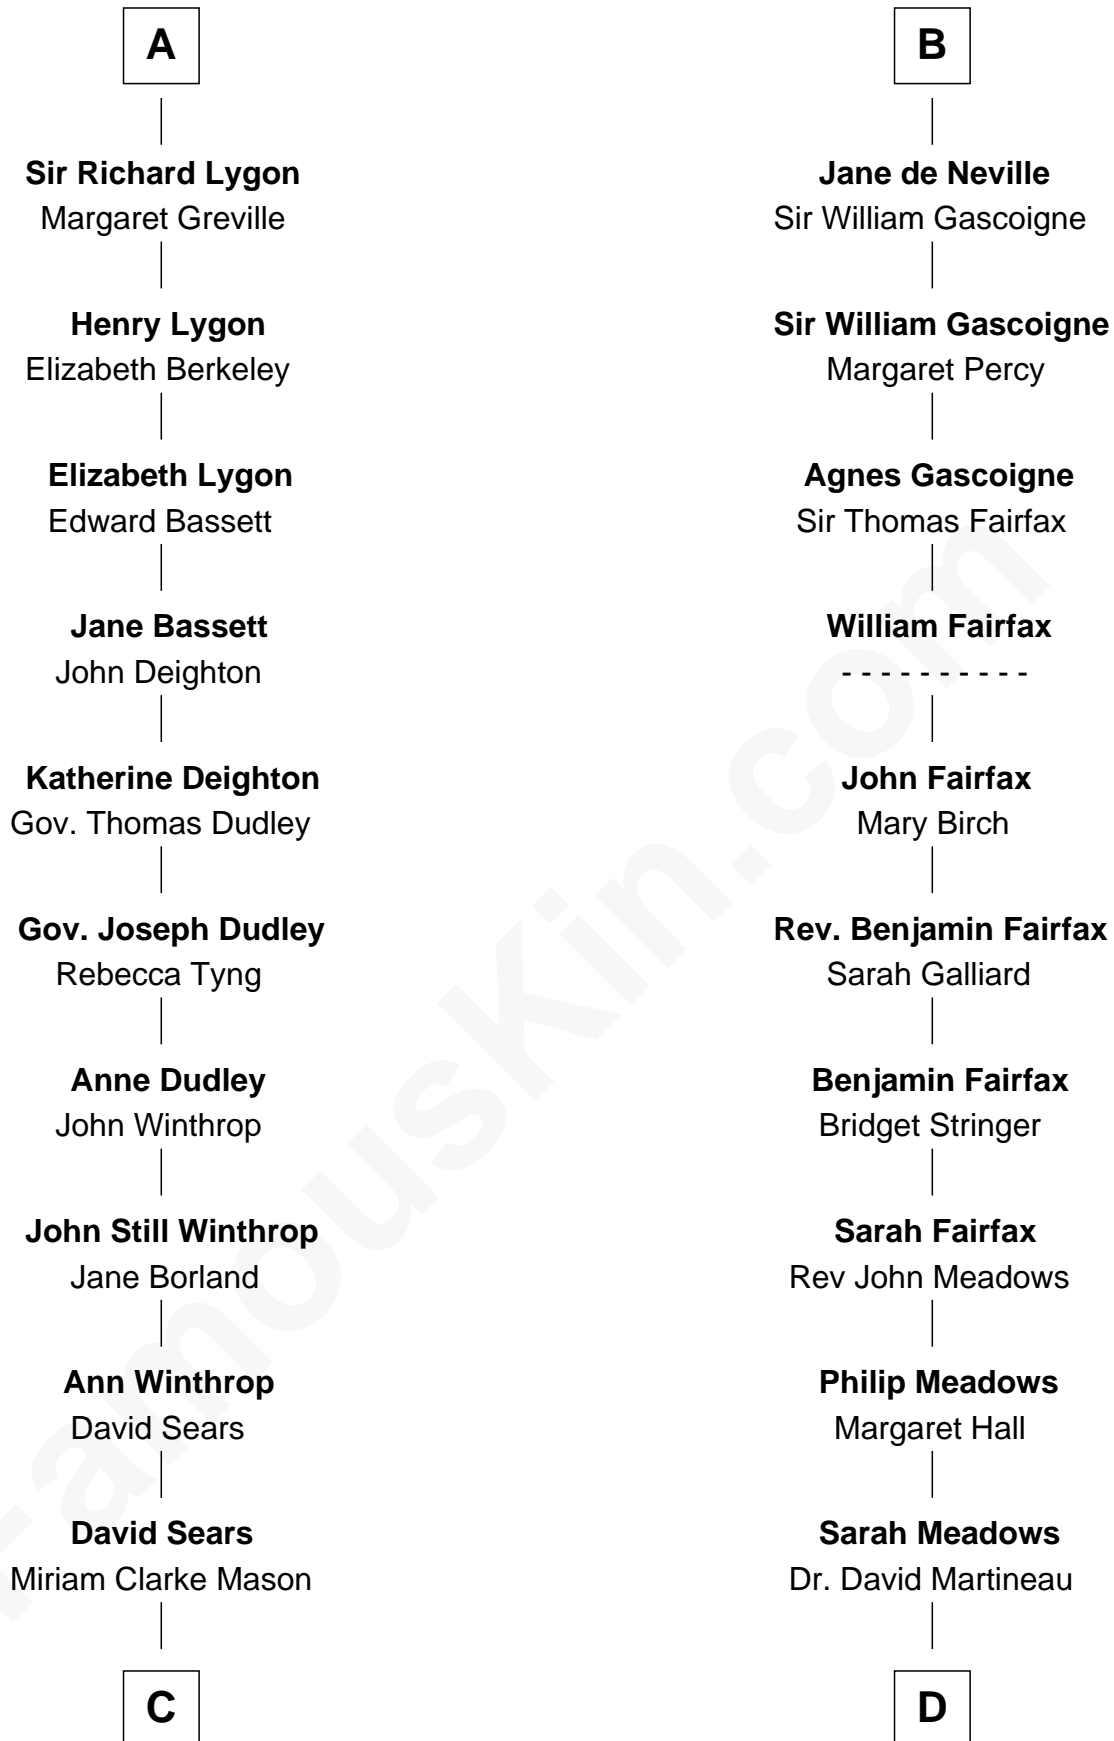 A
Sir Richard Lygon
Margaret Greville
Henry Lygon
Elizabeth Berkeley
Elizabeth Lygon
Edward Bassett
Jane Bassett
John Deighton
Katherine Deighton
Gov. Thomas Dudley
Gov. Joseph Dudley
Rebecca Tyng
Anne Dudley
John Winthrop
John Still Winthrop
Jane Borland
Ann Winthrop
David Sears
David Sears
Miriam Clarke Mason
C
B
Jane de Neville
Sir William Gascoigne
Sir William Gascoigne
Margaret Percy
Agnes Gascoigne
Sir Thomas Fairfax
William Fairfax
- - - - - - - - - -
John Fairfax
Mary Birch
Rev. Benjamin Fairfax
Sarah Galliard
Benjamin Fairfax
Bridget Stringer
Sarah Fairfax
Rev John Meadows
Philip Meadows
Margaret Hall
Sarah Meadows
Dr. David Martineau
D
FamousKin.com